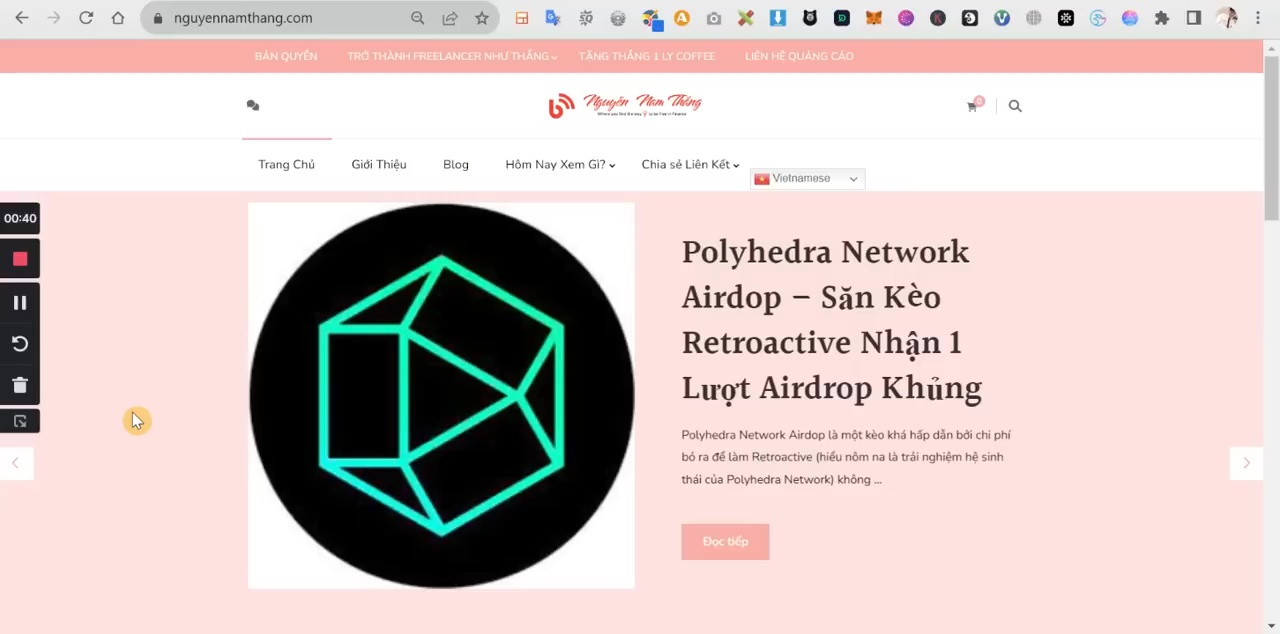 nguyennamthang.com
BẢN QUYỀN TRỞ THÀNH FREELANCER NHƯ THẮNG TẶNG THẮNG 1 LY COFFEE LIÊN HỆ QUẢNG CÁO
Nguyễn Nam Thắng
0
Trang Chủ Giới Thiệu Blog Hôm Nay Xem Gì? Chia sẻ Liên Kết
Vietnamese
00:40
Polyhedra Network
Airdop – Săn Kèo
Retroactive Nhận 1
Lượt Airdrop Khủng
Polyhedra Network Airdop là một kèo khá hấp dẫn bởi chi phí
bỏ ra để làm Retroactive (hiểu nôm na là trải nghiệm hệ sinh
thái của Polyhedra Network) không ...
Đọc tiếp